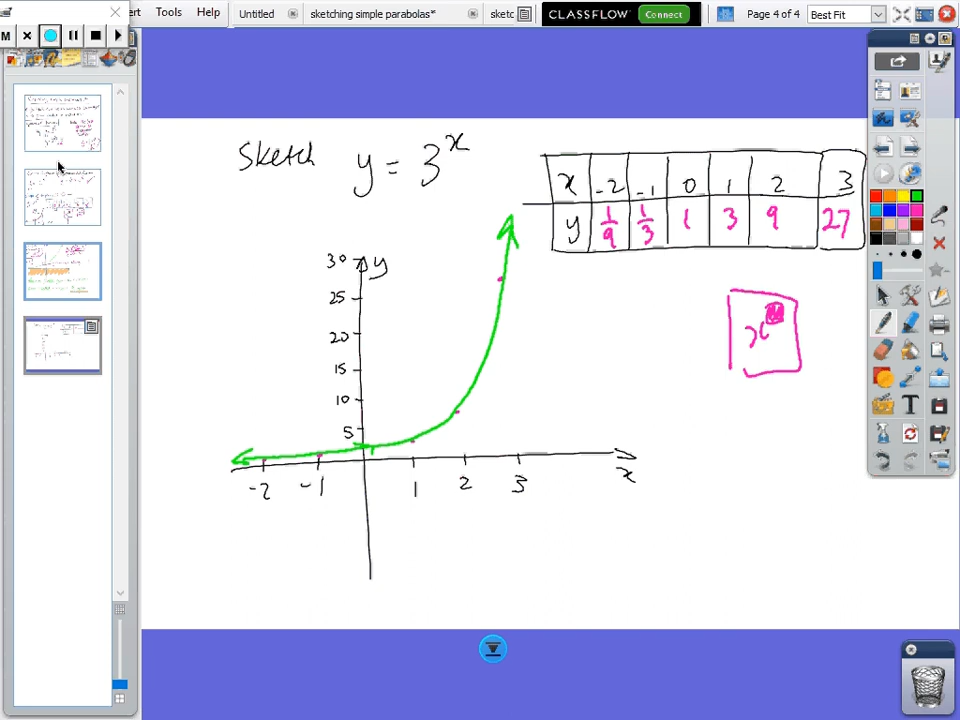 ert Tools Help Untitled sketching simple parabolas* sketc CLASSFLOW Connect Page 4 of 4 Best Fit
M
Sketch y = 3^x
x -2 -1 0 1 2 3
y 1/9 1/3 1 3 9 27
30 y
25
20
15
10
5
-2 -1 1 2 3 x
T